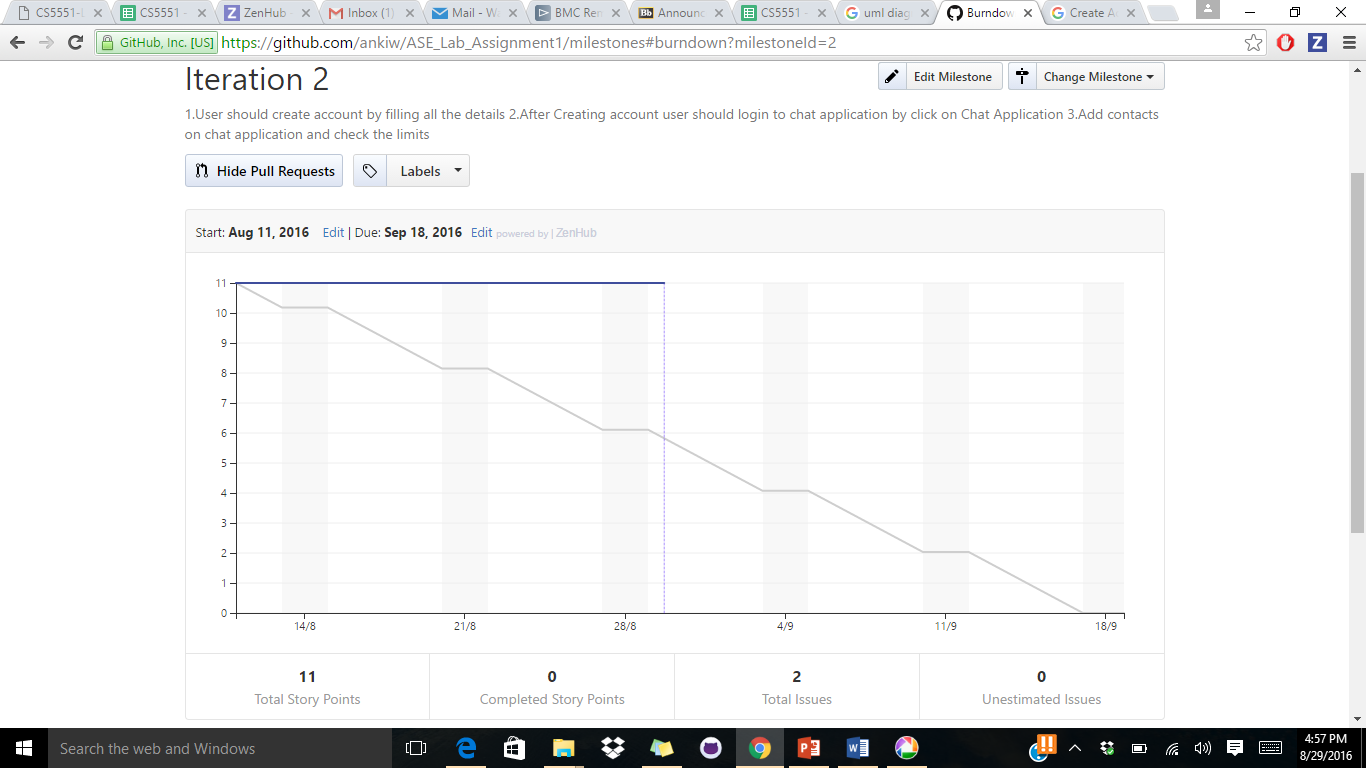 CS5551-L
CS5551 -
ZenHub -
Inbox (1)
Mail - W
BMC Rem
Announc
CS5551 -
uml diag
Burndow
Create A
GitHub, Inc. [US] https://github.com/ankiw/ASE_Lab_Assignment1/milestones#burndown?milestoneId=2
Iteration 2
Edit Milestone
Change Milestone
1.User should create account by filling all the details 2.After Creating account user should login to chat application by click on Chat Application 3.Add contacts
on chat application and check the limits
Hide Pull Requests
Labels
Start: Aug 11, 2016 Edit | Due: Sep 18, 2016 Edit powered by | ZenHub
11
10
9
8
7
6
5
4
3
2
1
0
14/8 21/8 28/8 4/9 11/9 18/9
11 0 2 0
Total Story Points Completed Story Points Total Issues Unestimated Issues
Search the web and Windows
4:57 PM
8/29/2016